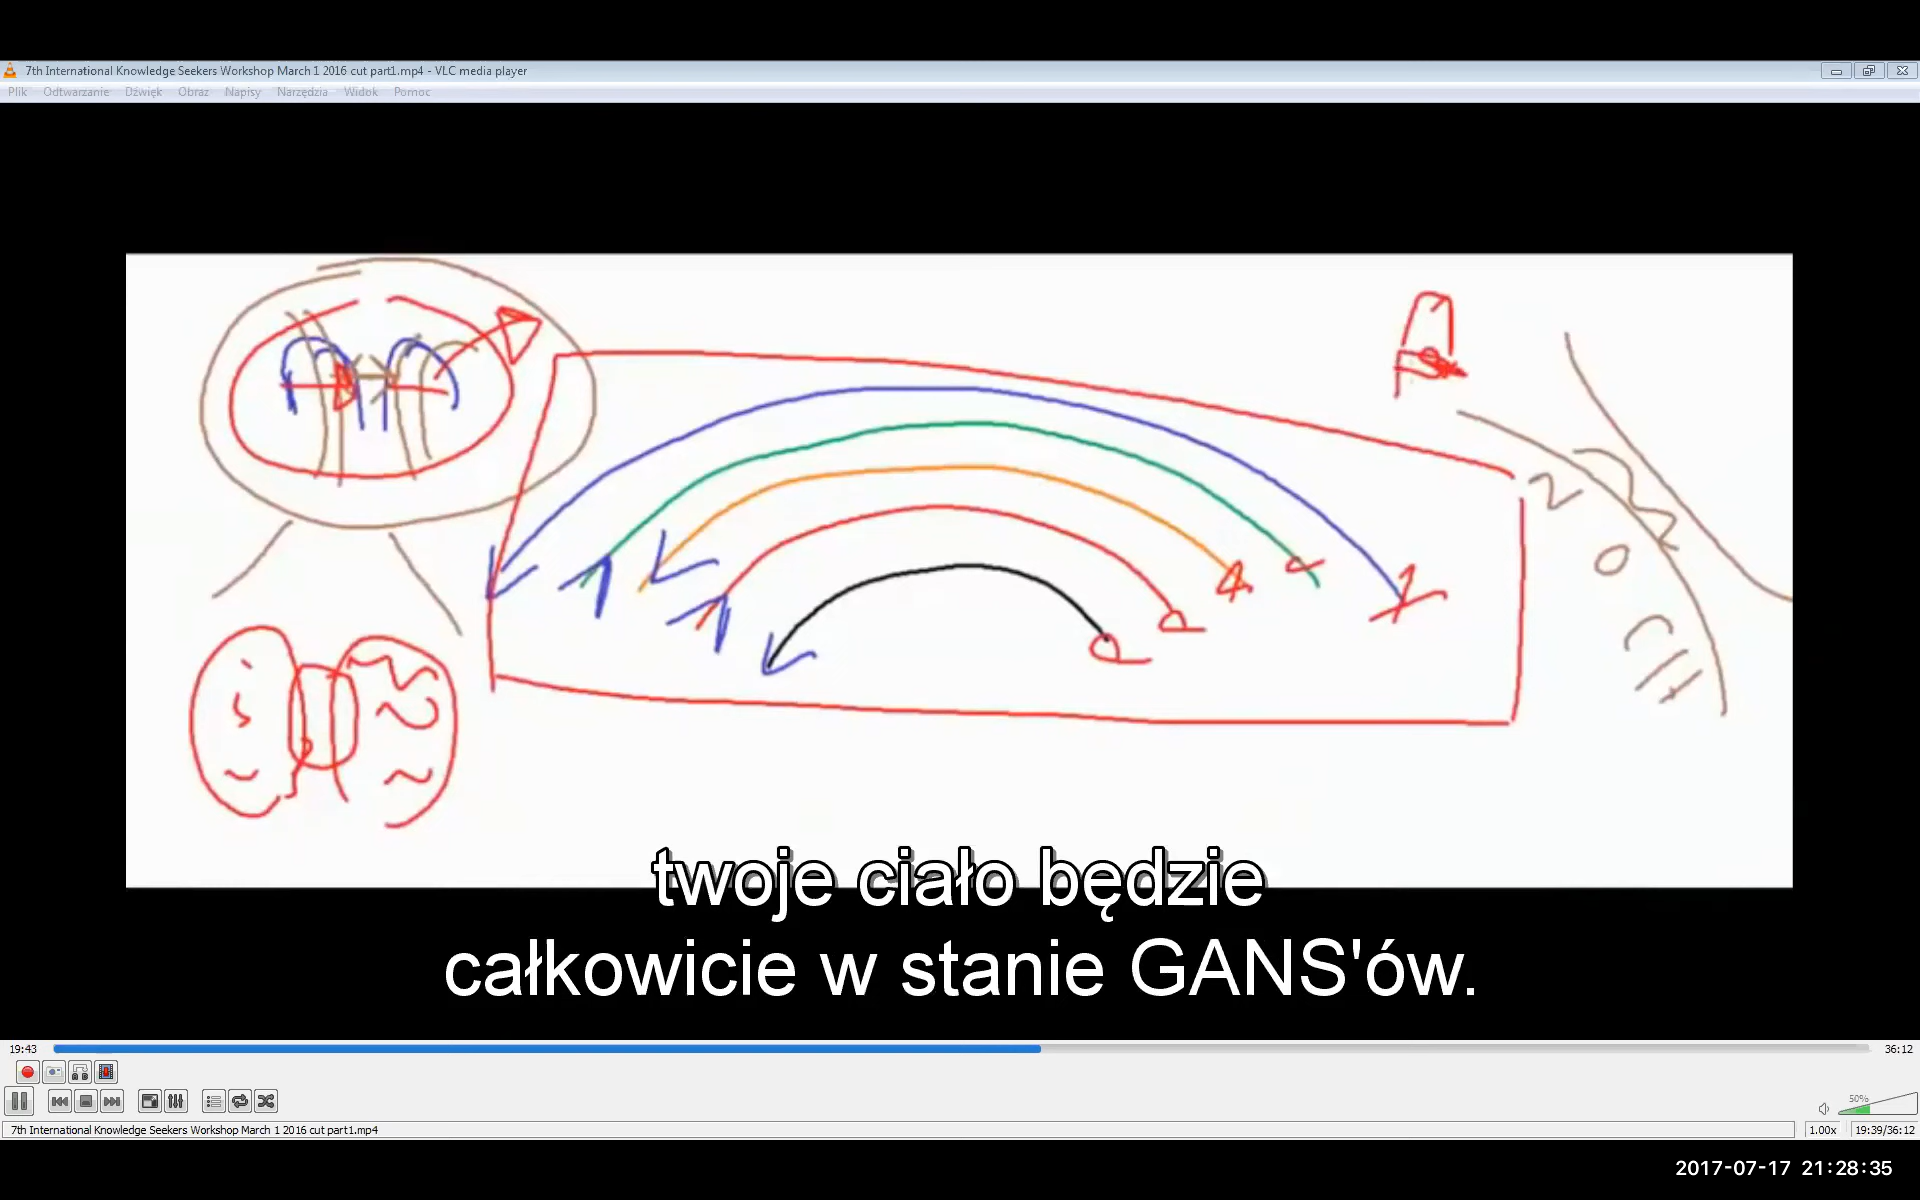 7th International Knowledge Seekers Workshop March 1 2016 cut part1.mp4 - VLC media player
Plik Odtwarzanie Dźwięk Obraz Napisy Narzędzia Widok Pomoc
twoje ciało będzie
całkowicie w stanie GANS'ów.
19:43 36:12
50%
7th International Knowledge Seekers Workshop March 1 2016 cut part1.mp4 1.00x 19:39/36:12
2017-07-17 21:28:35